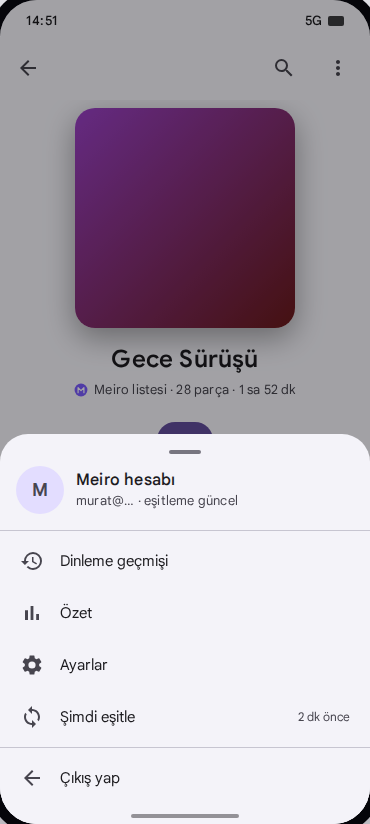 14:51
5G
Gece Sürüşü
Meiro listesi · 28 parça · 1 sa 52 dk
M
Meiro hesabı
murat@... · eşitleme güncel
Dinleme geçmişi
Özet
Ayarlar
Şimdi eşitle
2 dk önce
Çıkış yap